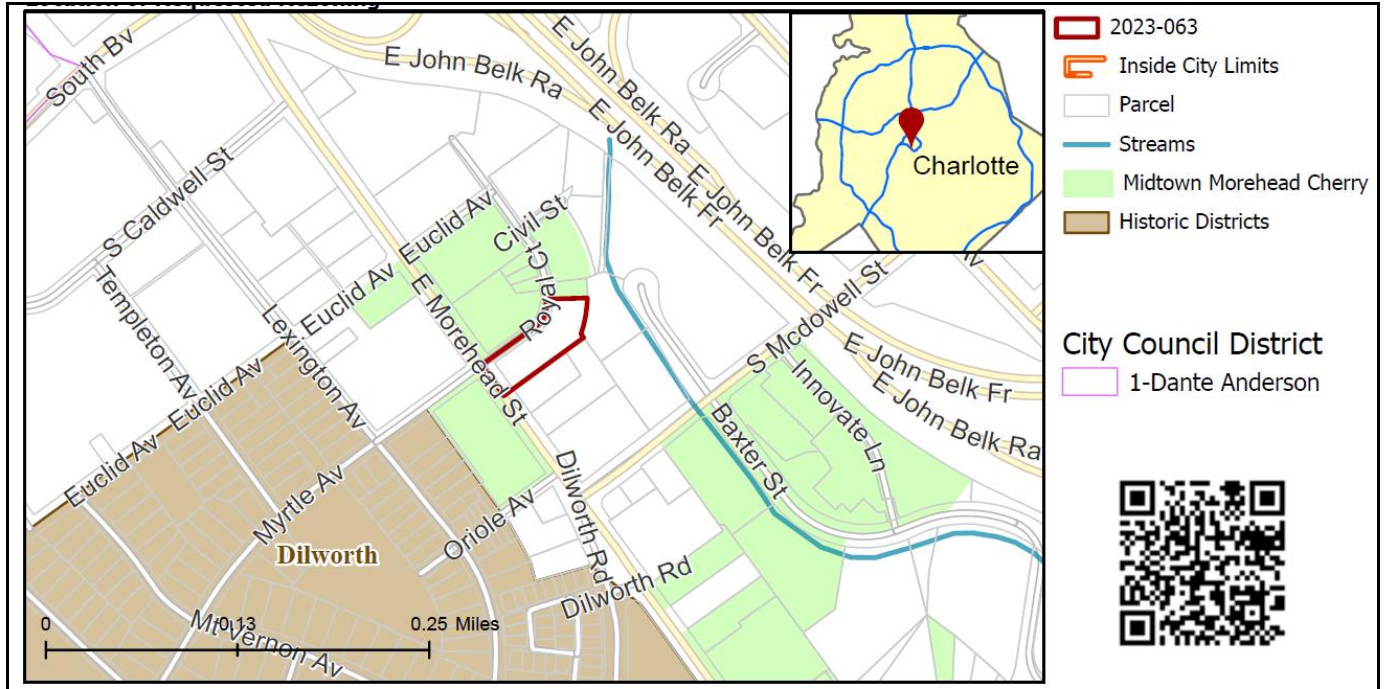 South Bv
E John Belk Ra
E John Belk Ra
E John Belk Fr
E John Belk Ra
E John Belk Fr
S Caldwell St
Euclid Av
Civil St
Royal Ct
Templeton Av
Euclid Av
E Morehead St
S Mcdowell St
Av
Lexington Av
E John Belk Fr
Innovate Ln
E John Belk Ra
Euclid Av
Euclid Av
Baxter St
Myrtle Av
Dilworth Rd
Oriole Av
Dilworth
Dilworth Rd
Mt Vernon Av
0 0.13 0.25 Miles
Charlotte
2023-063
Inside City Limits
Parcel
Streams
Midtown Morehead Cherry
Historic Districts
City Council District
1-Dante Anderson